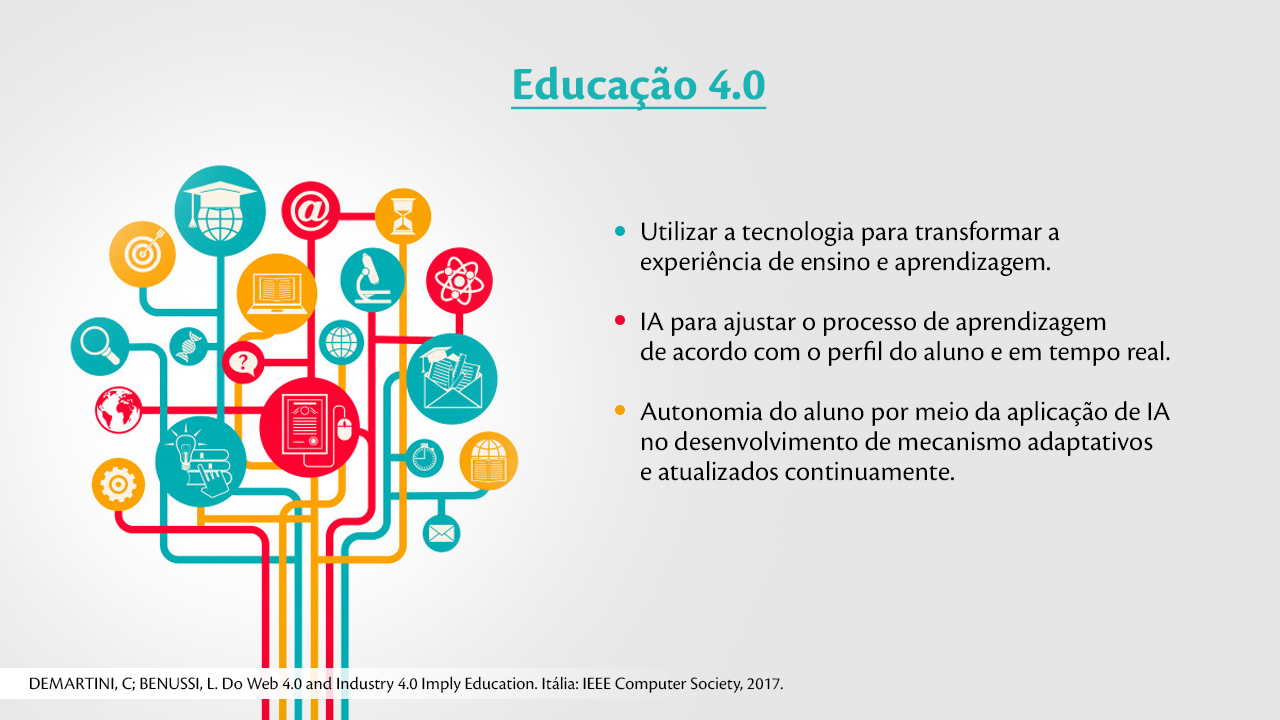 Educação 4.0
@
?
Utilizar a tecnologia para transformar a
experiência de ensino e aprendizagem.
IA para ajustar o processo de aprendizagem
de acordo com o perfil do aluno e em tempo real.
Autonomia do aluno por meio da aplicação de IA
no desenvolvimento de mecanismo adaptativos
e atualizados continuamente.
DEMARTINI, C; BENUSSI, L. Do Web 4.0 and Industry 4.0 Imply Education. Itália: IEEE Computer Society, 2017.